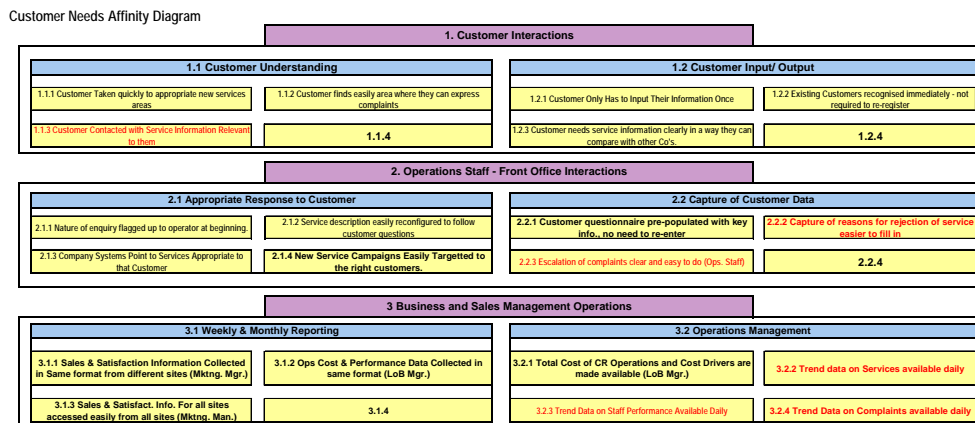 Customer Needs Affinity Diagram
1. Customer Interactions
1.1 Customer Understanding
1.2 Customer Input/ Output
1.1.1 Customer Taken quickly to appropriate new services
areas
1.1.2 Customer finds easily area where they can express
complaints
1.2.1 Customer Only Has to Input Their Information Once
1.2.2 Existing Customers recognised immediately - not
required to re-register
1.1.3 Customer Contacted with Service Information Relevant
to them
1.1.4
1.2.3 Customer needs service information clearly in a way they can
compare with other Co's.
1.2.4
2. Operations Staff - Front Office Interactions
2.1 Appropriate Response to Customer
2.2 Capture of Customer Data
2.1.1 Nature of enquiry flagged up to operator at beginning.
2.1.2 Service description easily reconfigured to follow
customer questions
2.2.1 Customer questionnaire pre-populated with key
info., no need to re-enter
2.2.2 Capture of reasons for rejection of service
easier to fill in
2.1.3 Company Systems Point to Services Appropriate to
that Customer
2.1.4 New Service Campaigns Easily Targetted to
the right customers.
2.2.3 Escalation of complaints clear and easy to do (Ops. Staff)
2.2.4
3 Business and Sales Management Operations
3.1 Weekly & Monthly Reporting
3.2 Operations Management
3.1.1 Sales & Satisfaction Information Collected
in Same format from different sites (Mktng. Mgr.)
3.1.2 Ops Cost & Performance Data Collected in
same format (LoB Mgr.)
3.2.1 Total Cost of CR Operations and Cost Drivers are
made available (LoB Mgr.)
3.2.2 Trend data on Services available daily
3.1.3 Sales & Satisfact. Info. For all sites
accessed easily from all sites (Mktng. Man.)
3.1.4
3.2.3 Trend Data on Staff Performance Available Daily
3.2.4 Trend Data on Complaints available daily